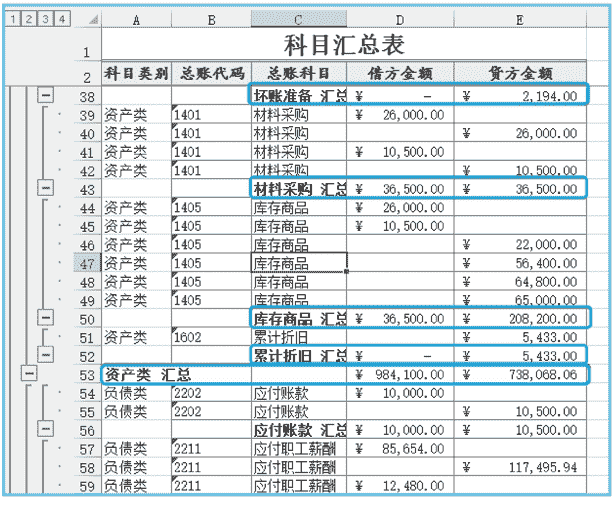 1 2 3 4 A B C D E
1 科目汇总表
2 科目类别 总账代码 总账科目 借方金额 贷方金额
38 坏账准备 汇总 ¥ - ¥ 2,194.00
39 资产类 1401 材料采购 ¥ 26,000.00
40 资产类 1401 材料采购 ¥ 26,000.00
41 资产类 1401 材料采购 ¥ 10,500.00
42 资产类 1401 材料采购 ¥ 10,500.00
43 材料采购 汇总 ¥ 36,500.00 ¥ 36,500.00
44 资产类 1405 库存商品 ¥ 26,000.00
45 资产类 1405 库存商品 ¥ 10,500.00
46 资产类 1405 库存商品 ¥ 22,000.00
47 资产类 1405 库存商品 ¥ 56,400.00
48 资产类 1405 库存商品 ¥ 64,800.00
49 资产类 1405 库存商品 ¥ 65,000.00
50 库存商品 汇总 ¥ 36,500.00 ¥ 208,200.00
51 资产类 1602 累计折旧 ¥ 5,433.00
52 累计折旧 汇总 ¥ - ¥ 5,433.00
53 资产类 汇总 ¥ 984,100.00 ¥ 738,068.06
54 负债类 2202 应付账款 ¥ 10,000.00
55 负债类 2202 应付账款 ¥ 10,500.00
56 应付账款 汇总 ¥ 10,000.00 ¥ 10,500.00
57 负债类 2211 应付职工薪酬 ¥ 85,654.00
58 负债类 2211 应付职工薪酬 ¥ 117,495.94
59 负债类 2211 应付职工薪酬 ¥ 12,480.00